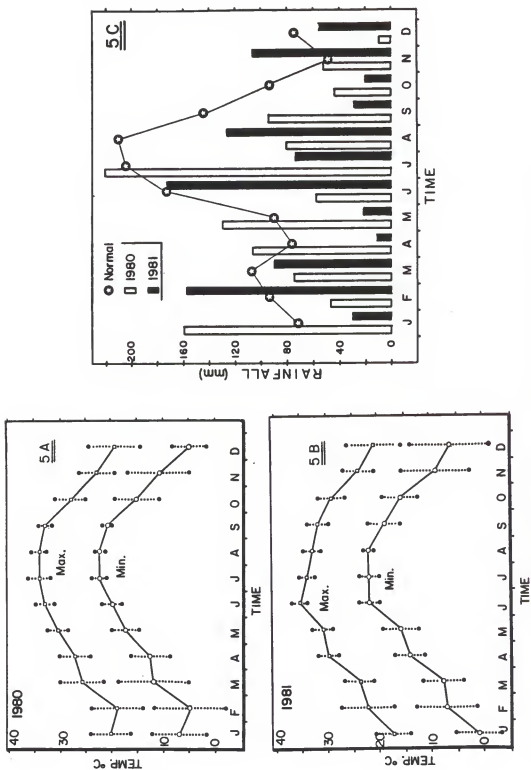 5A
1980
Max.
Min.
TEMP. °C
40
30
20
10
0
J F M A M J J A S O N D
TIME
5B
1981
Max.
Min.
TEMP. °C
40
30
20
10
0
J F M A M J J A S O N D
TIME
5C
Normal
1980
1981
RAINFALL (mm)
200
160
120
80
40
0
J F M A M J J A S O N D
TIME